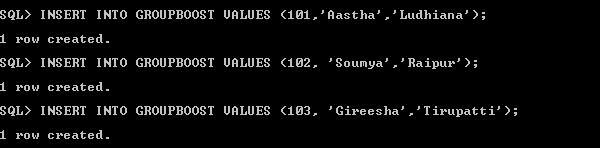 SQL> INSERT INTO GROUPBOOST VALUES (101,'Aastha','Ludhiana');
1 row created.
SQL> INSERT INTO GROUPBOOST VALUES (102, 'Soumya','Raipur');
1 row created.
SQL> INSERT INTO GROUPBOOST VALUES (103, 'Gireesha','Tirupatti');
1 row created.